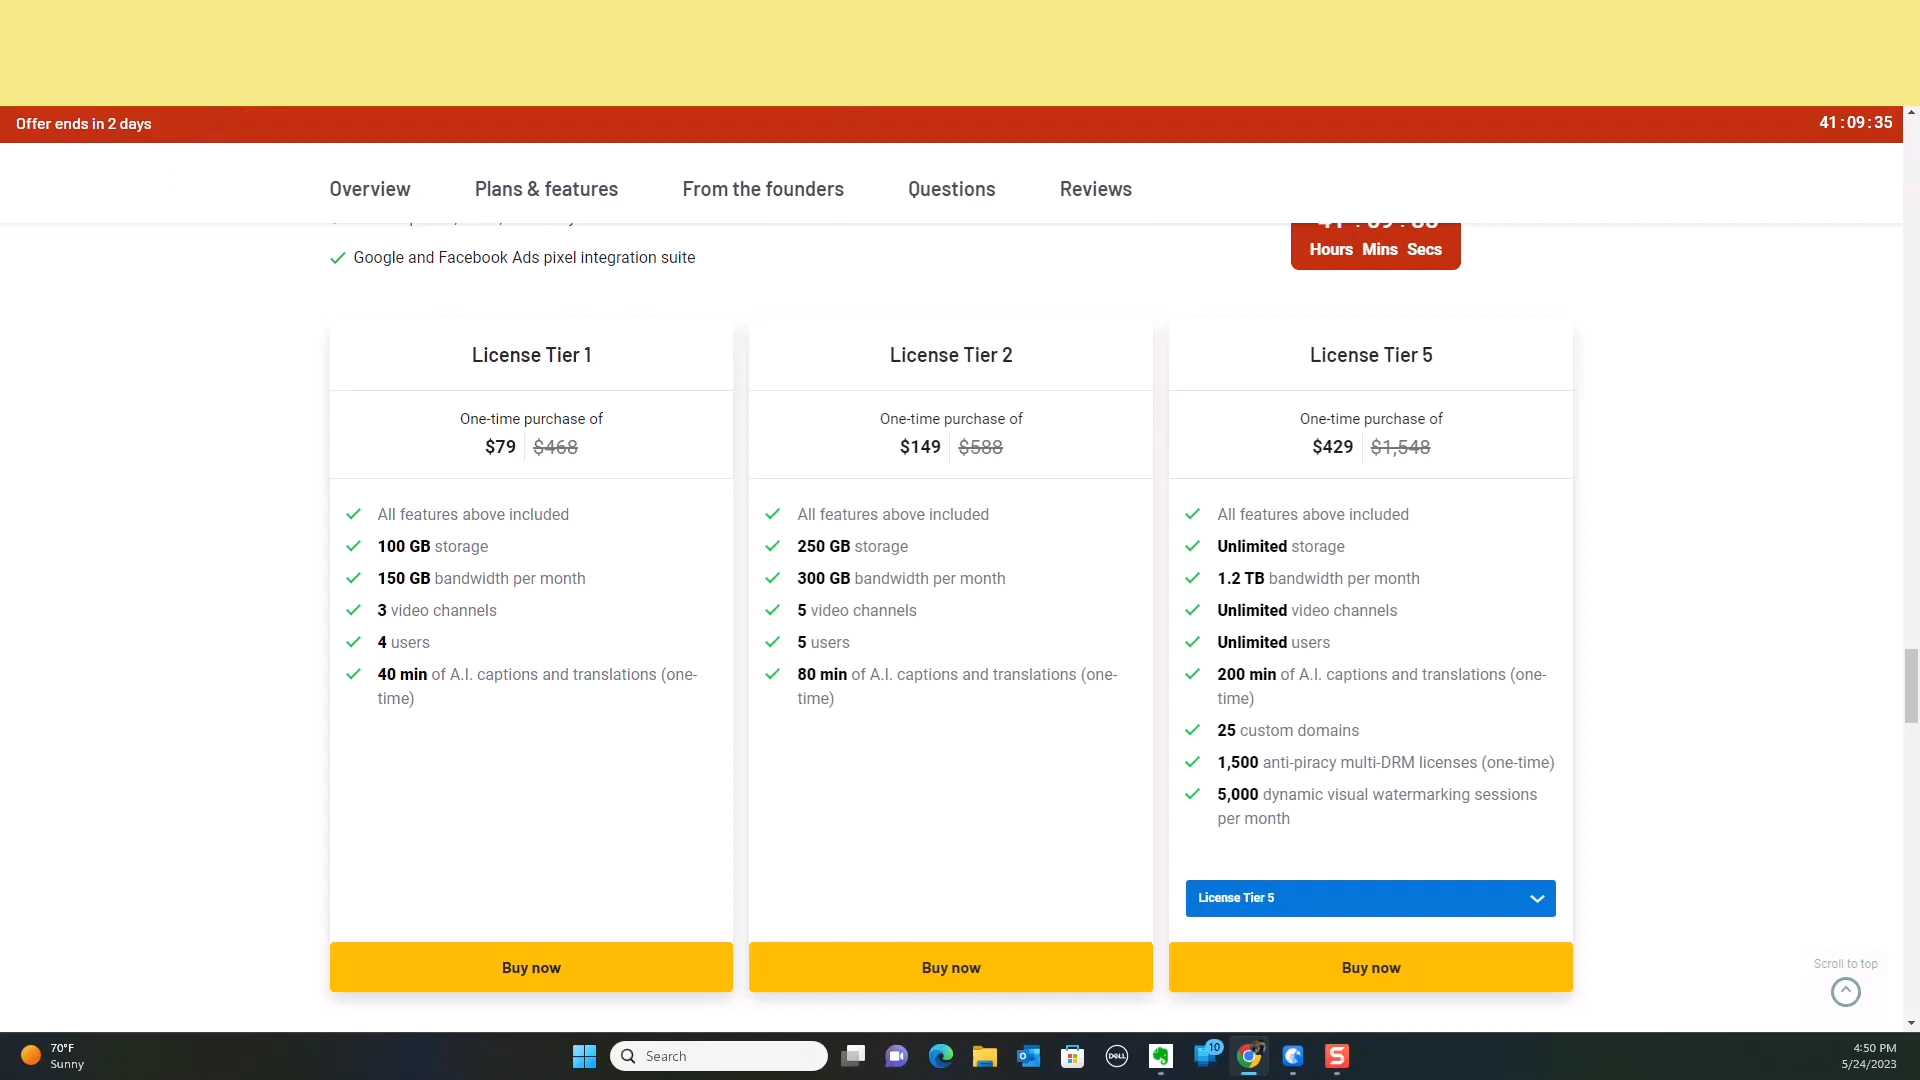 Offer ends in 2 days
41 : 09 : 35
Overview
Plans & features
From the founders
Questions
Reviews
Google and Facebook Ads pixel integration suite
Hours Mins Secs
License Tier 1
One-time purchase of
$79 $468
All features above included
100 GB storage
150 GB bandwidth per month
3 video channels
4 users
40 min of A.I. captions and translations (one-
time)
Buy now
License Tier 2
One-time purchase of
$149 $588
All features above included
250 GB storage
300 GB bandwidth per month
5 video channels
5 users
80 min of A.I. captions and translations (one-
time)
Buy now
License Tier 5
One-time purchase of
$429 $1,548
All features above included
Unlimited storage
1.2 TB bandwidth per month
Unlimited video channels
Unlimited users
200 min of A.I. captions and translations (one-
time)
25 custom domains
1,500 anti-piracy multi-DRM licenses (one-time)
5,000 dynamic visual watermarking sessions
per month
License Tier 5
Buy now
Scroll to top
70°F
Sunny
Search
DELL
10
4:50 PM
5/24/2023